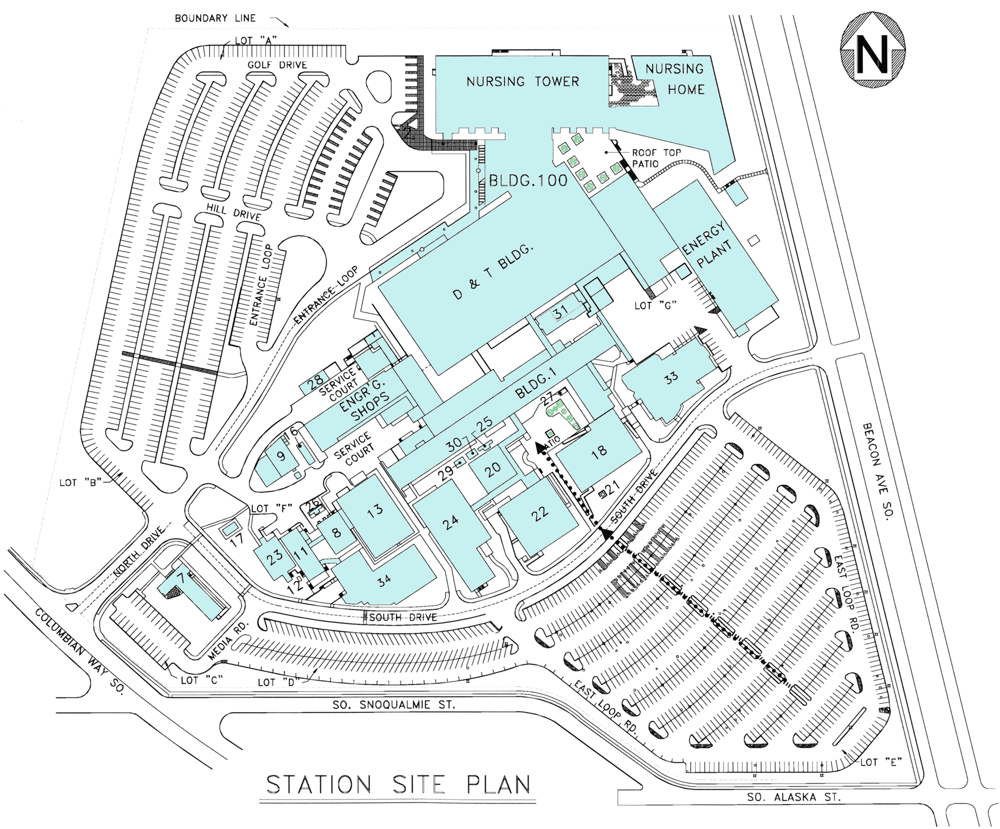 BOUNDARY LINE
LOT "A"
GOLF DRIVE
N
NURSING TOWER
NURSING
HOME
2
ROOF TOP
PATIO
BLDG.100
HILL DRIVE
ENTRANCE LOOP
ENTRANCE LOOP
D & T BLDG.
ENERGY
PLANT
LOT "G"
31
28
SERVICE
COURT
ENGR'G.
SHOPS
BLDG.1
33
27
25
30
29
16
9
SERVICE
COURT
20
18
21
LOT "B"
LOT "F"
26
13
8
24
22
17
23
11
12
34
7
NORTH DRIVE
SOUTH DRIVE
SOUTH DRIVE
BEACON AVE SO.
EAST LOOP RD.
COLUMBIAN WAY SO.
MEDIA RD.
LOT "C"
LOT "D"
EAST LOOP RD.
SO. SNOQUALMIE ST.
LOT "E"
STATION SITE PLAN
SO. ALASKA ST.